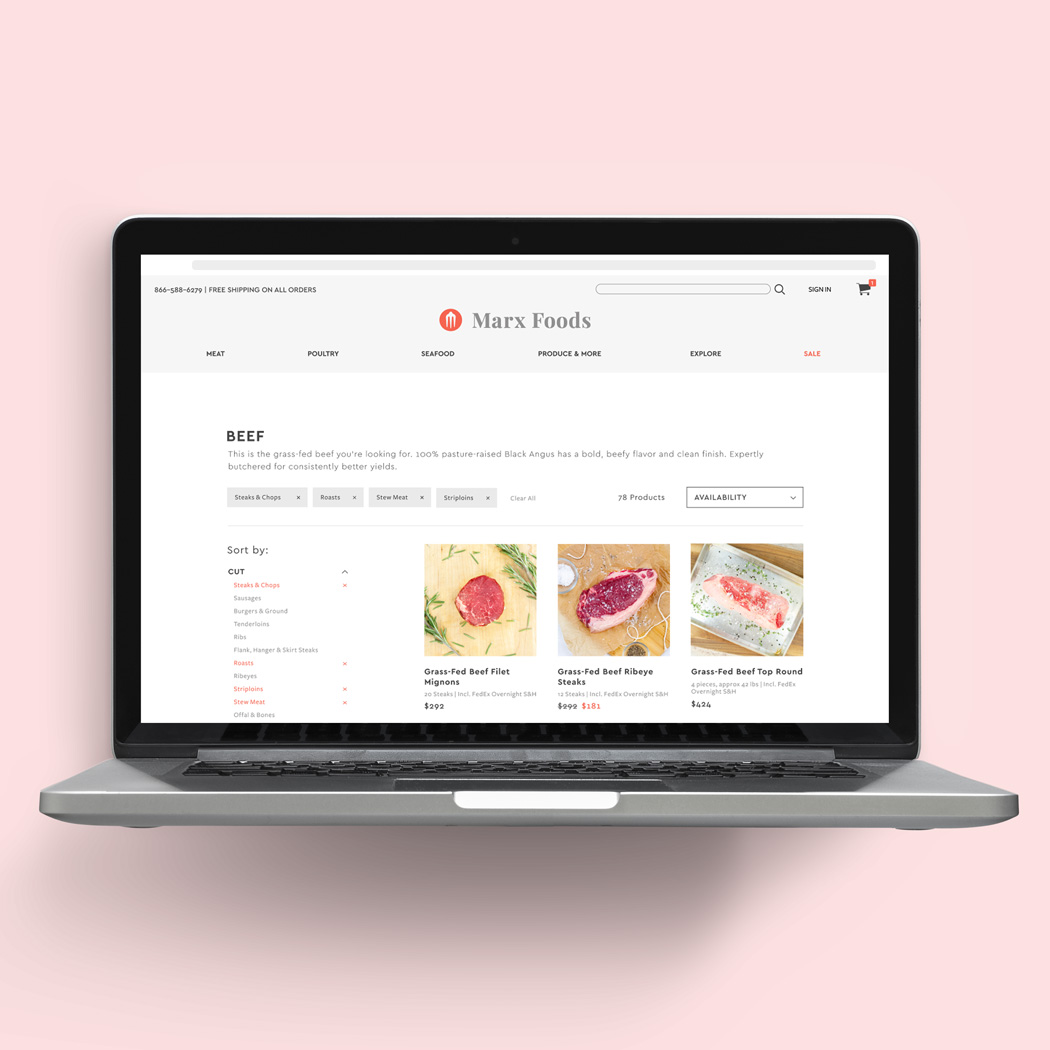 866-588-6279 | FREE SHIPPING ON ALL ORDERS
SIGN IN
1
Marx Foods
MEAT
POULTRY
SEAFOOD
PRODUCE & MORE
EXPLORE
SALE
BEEF
This is the grass-fed beef you're looking for. 100% pasture-raised Black Angus has a bold, beefy flavor and clean finish. Expertly
butchered for consistently better yields.
Steaks & Chops ×
Roasts ×
Stew Meat ×
Striploins ×
Clear All
78 Products
AVAILABILITY
Sort by:
CUT
Steaks & Chops ×
Sausages
Burgers & Ground
Tenderloins
Ribs
Flank, Hanger & Skirt Steaks
Roasts ×
Ribeyes
Striploins ×
Stew Meat ×
Offal & Bones
Grass-Fed Beef Filet
Mignons
20 Steaks | Incl. FedEx Overnight S&H
$292
Grass-Fed Beef Ribeye
Steaks
12 Steaks | Incl. FedEx Overnight S&H
$292 $181
Grass-Fed Beef Top Round
4 pieces, approx 42 lbs | Incl. FedEx
Overnight S&H
$424